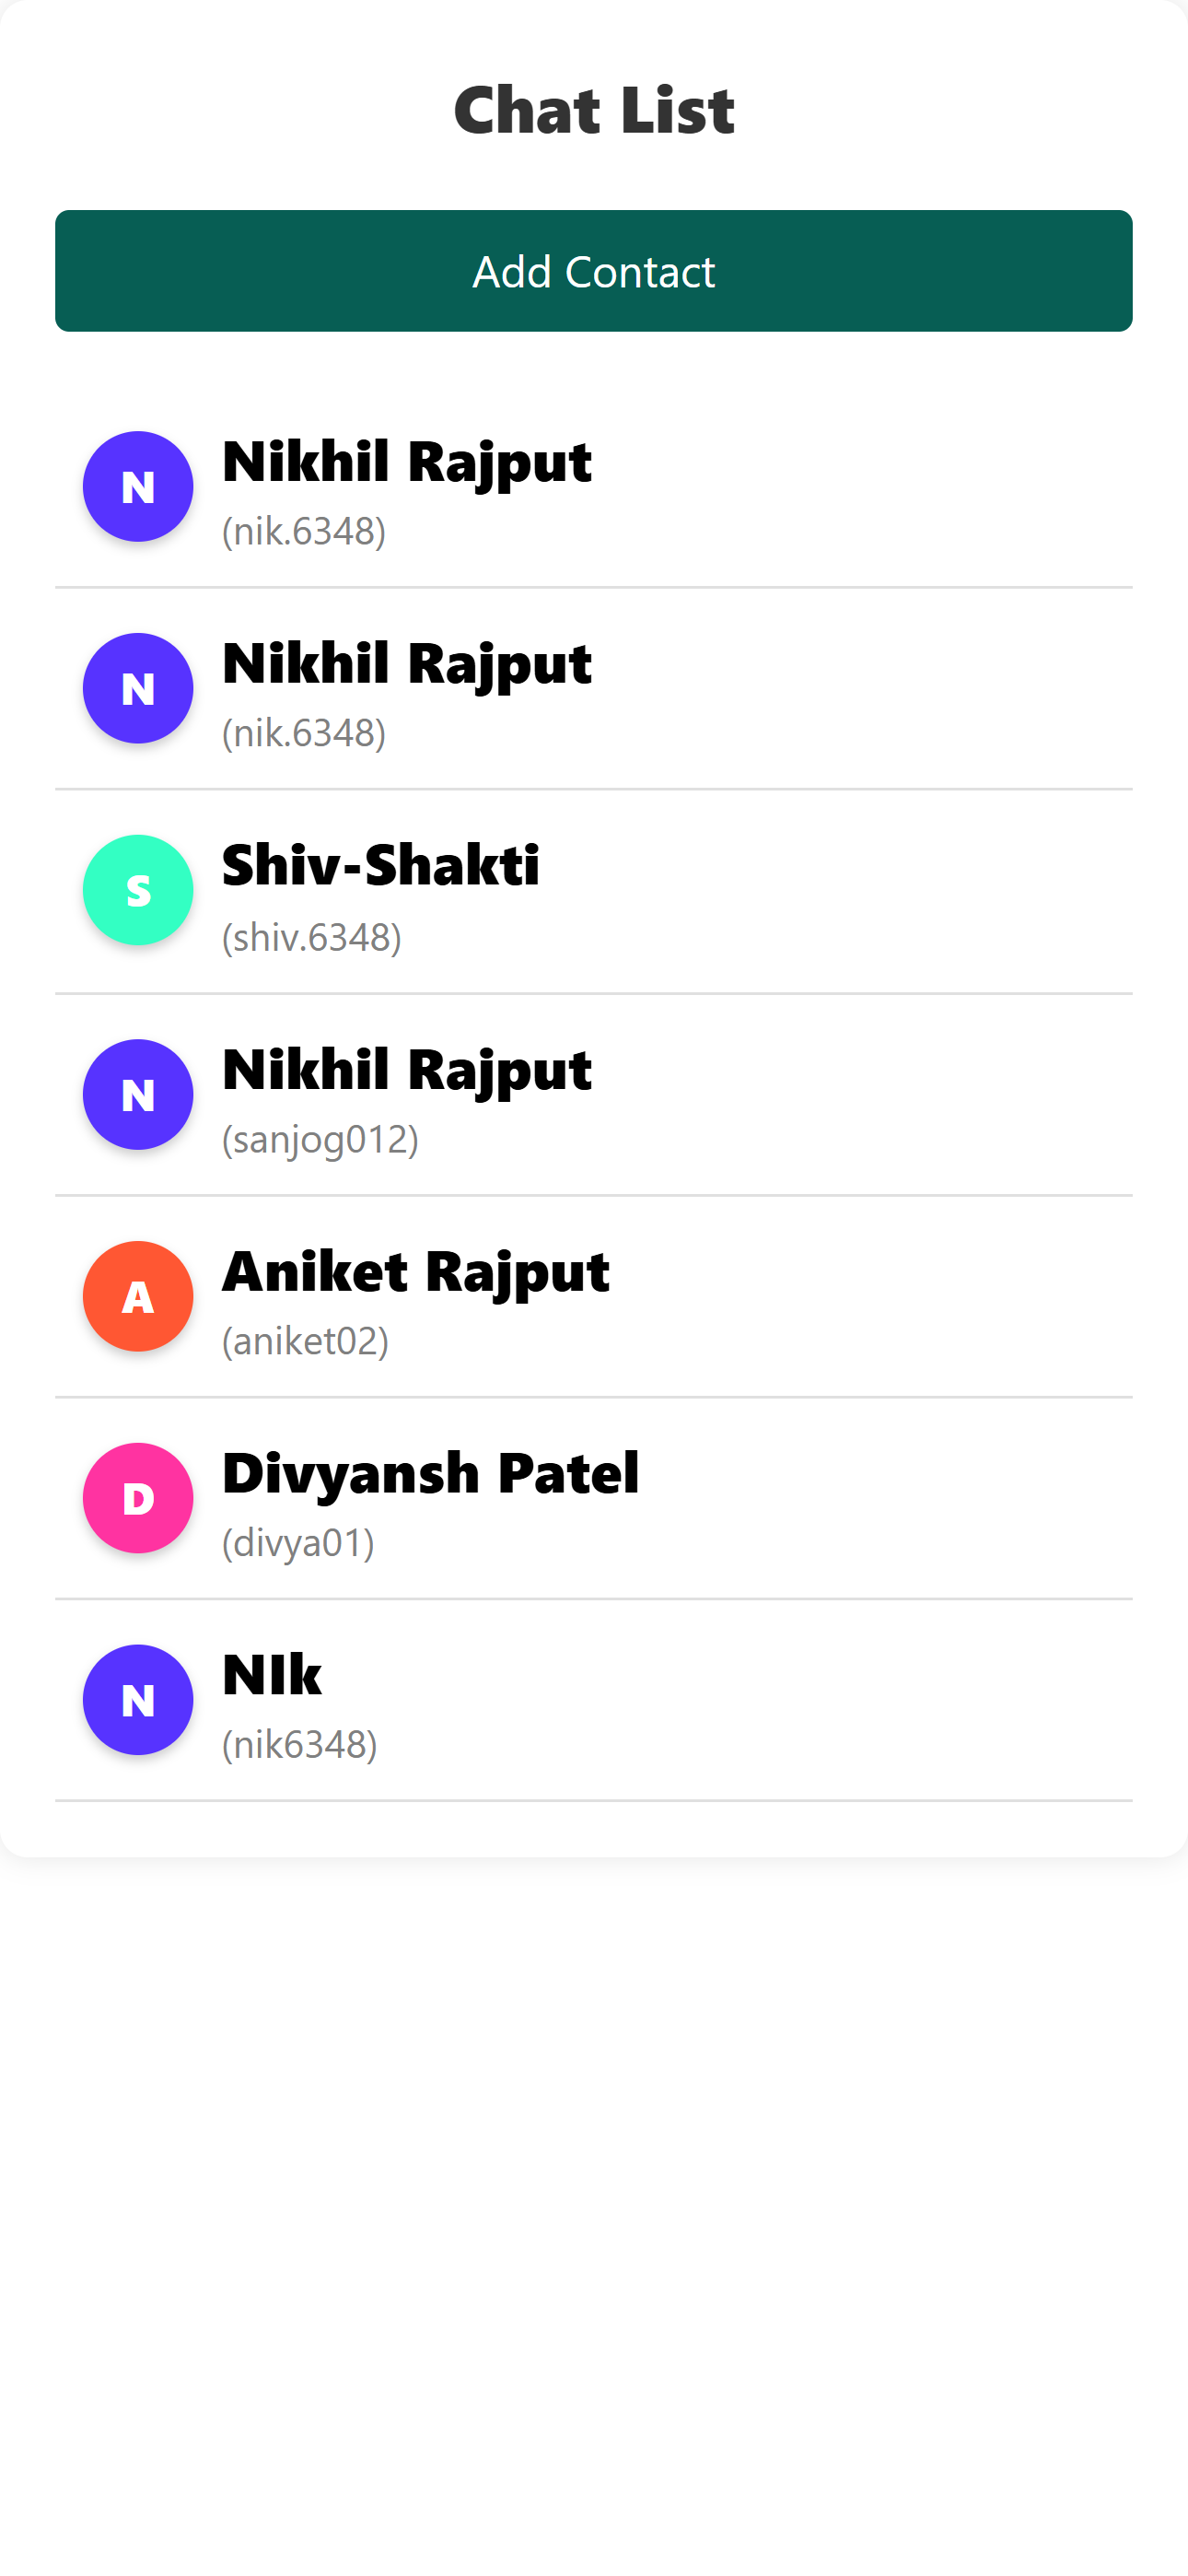 Chat List
Add Contact
N
Nikhil Rajput
(nik.6348)
N
Nikhil Rajput
(nik.6348)
S
Shiv-Shakti
(shiv.6348)
N
Nikhil Rajput
(sanjog012)
A
Aniket Rajput
(aniket02)
D
Divyansh Patel
(divya01)
N
NIk
(nik6348)